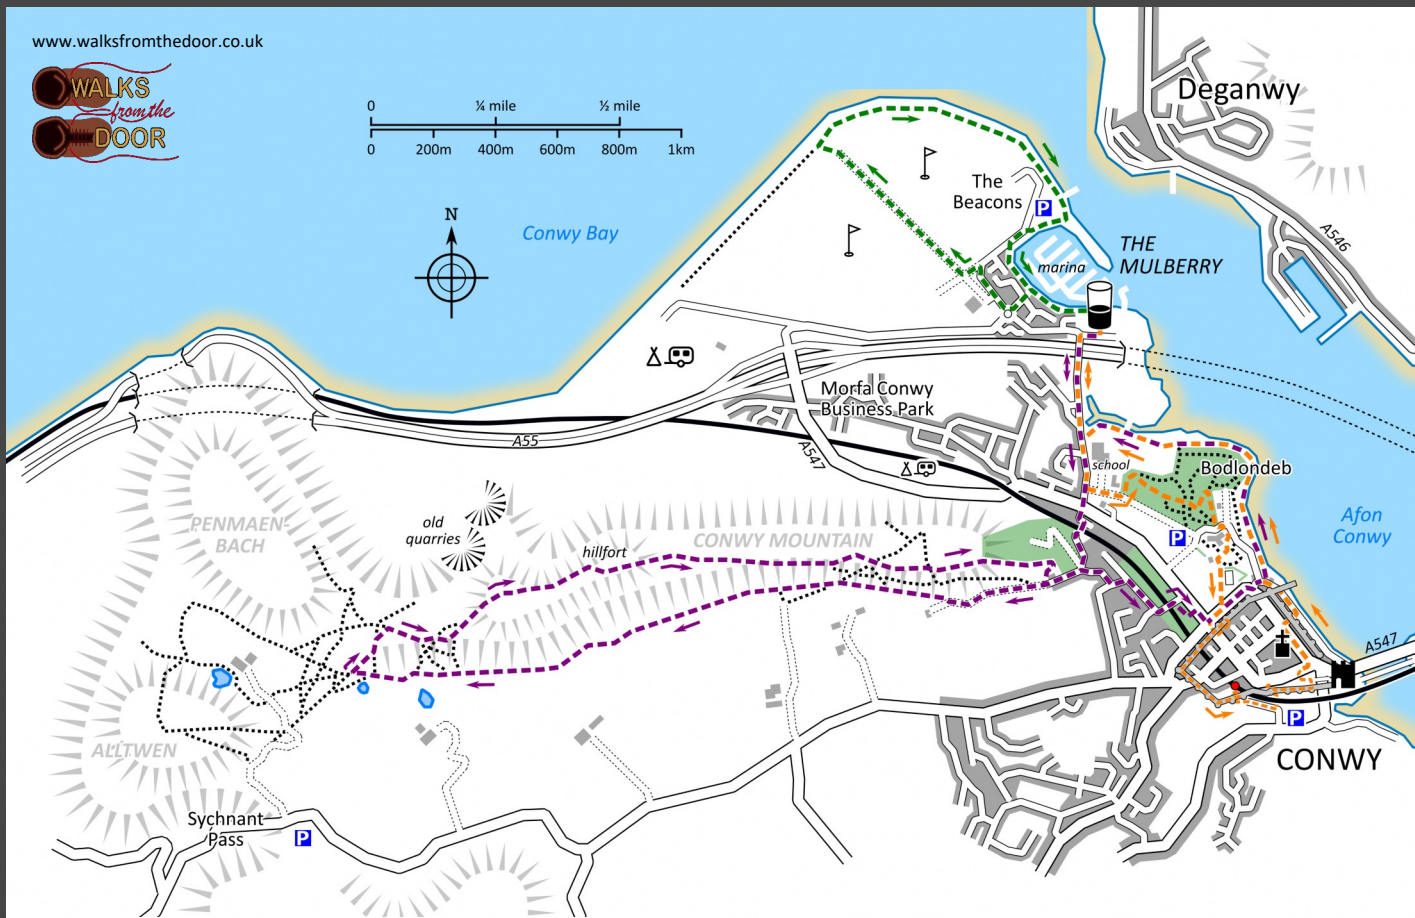 www.walksfromthedoor.co.uk
WALKS
from the
DOOR
0 ¼ mile ½ mile
0 200m 400m 600m 800m 1km
N
Conwy Bay
Deganwy
The
Beacons
P
THE
MULBERRY
marina
A546
Morfa Conwy
Business Park
A55
A547
school
Bodlondeb
Afon
Conwy
PENMAEN-
BACH
old
quarries
hillfort
CONWY MOUNTAIN
P
A547
ALLTWEN
P
CONWY
Sychnant
Pass
P